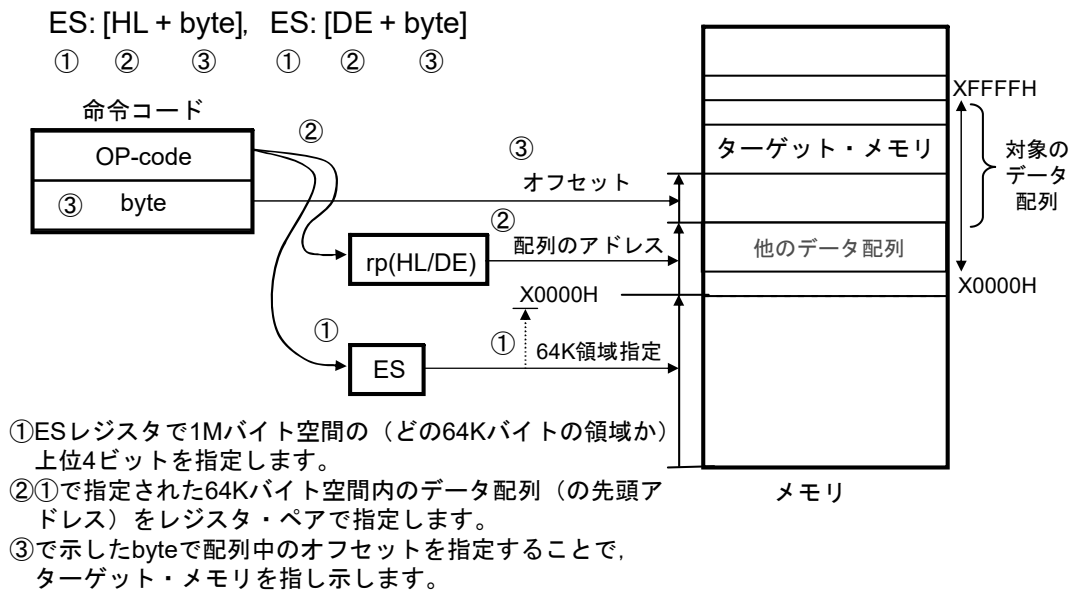 ES: [HL + byte],   ES: [DE + byte]
① ② ③ ① ② ③
命令コード
OP-code
③ byte
②
③
オフセット
②
配列のアドレス
rp(HL/DE)
X0000H
①
①
64K領域指定
ES
XFFFFH
ターゲット・メモリ
対象の
データ
配列
他のデータ配列
X0000H
メモリ
①ESレジスタで1Mバイト空間の（どの64Kバイトの領域か）
上位4ビットを指定します。
②①で指定された64Kバイト空間内のデータ配列（の先頭ア
ドレス）をレジスタ・ペアで指定します。
③で示したbyteで配列中のオフセットを指定することで,
ターゲット・メモリを指し示します。